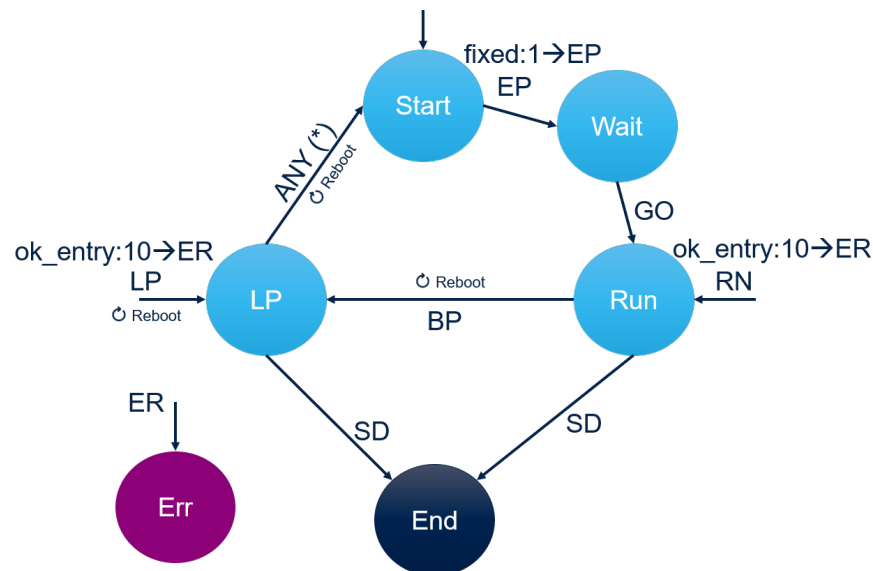 fixed:1→EP
EP
Start
Wait
ANY (*)
↻ Reboot
GO
ok_entry:10→ER
LP
↻ Reboot
ok_entry:10→ER
RN
↻ Reboot
LP
Run
BP
ER
SD
SD
Err
End